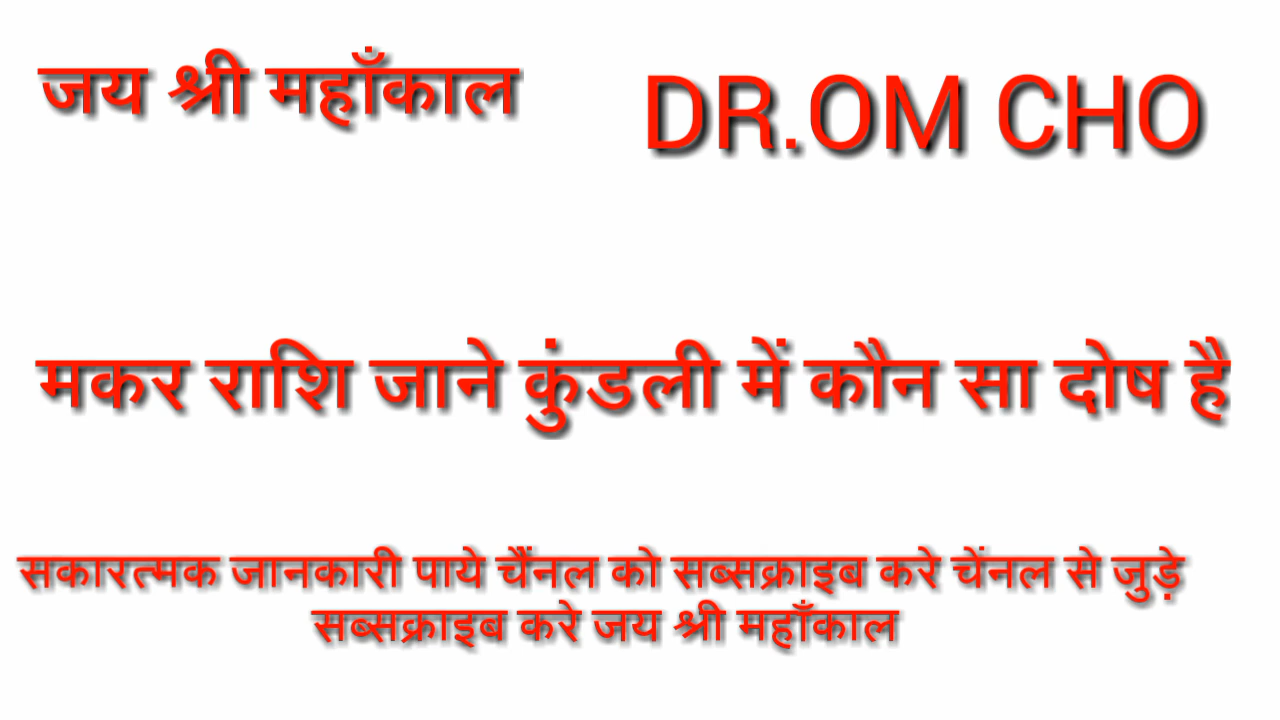 जय श्री महाँकाल
DR.OM CHO
मकर राशि जाने कुंडली में कौन सा दोष है
सकारत्मक जानकारी पाये चैंनल को सब्सक्राइब करे चेंनल से जुड़े
सब्सक्राइब करे जय श्री महाँकाल